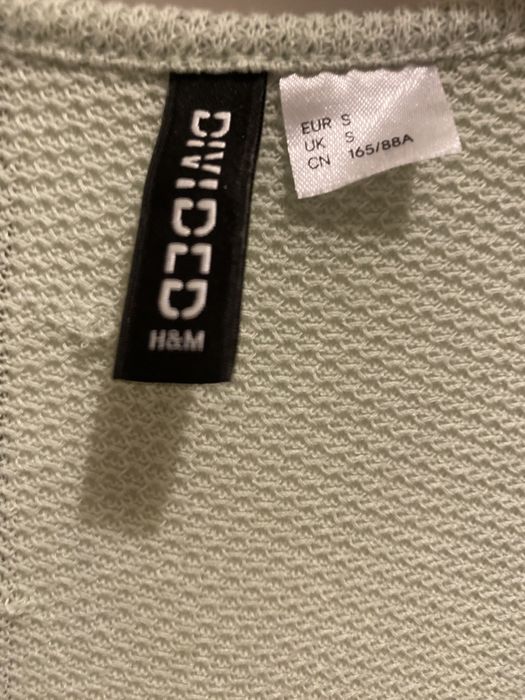 DIVIDED
H&M
EUR S
UK S
CN 165/88A